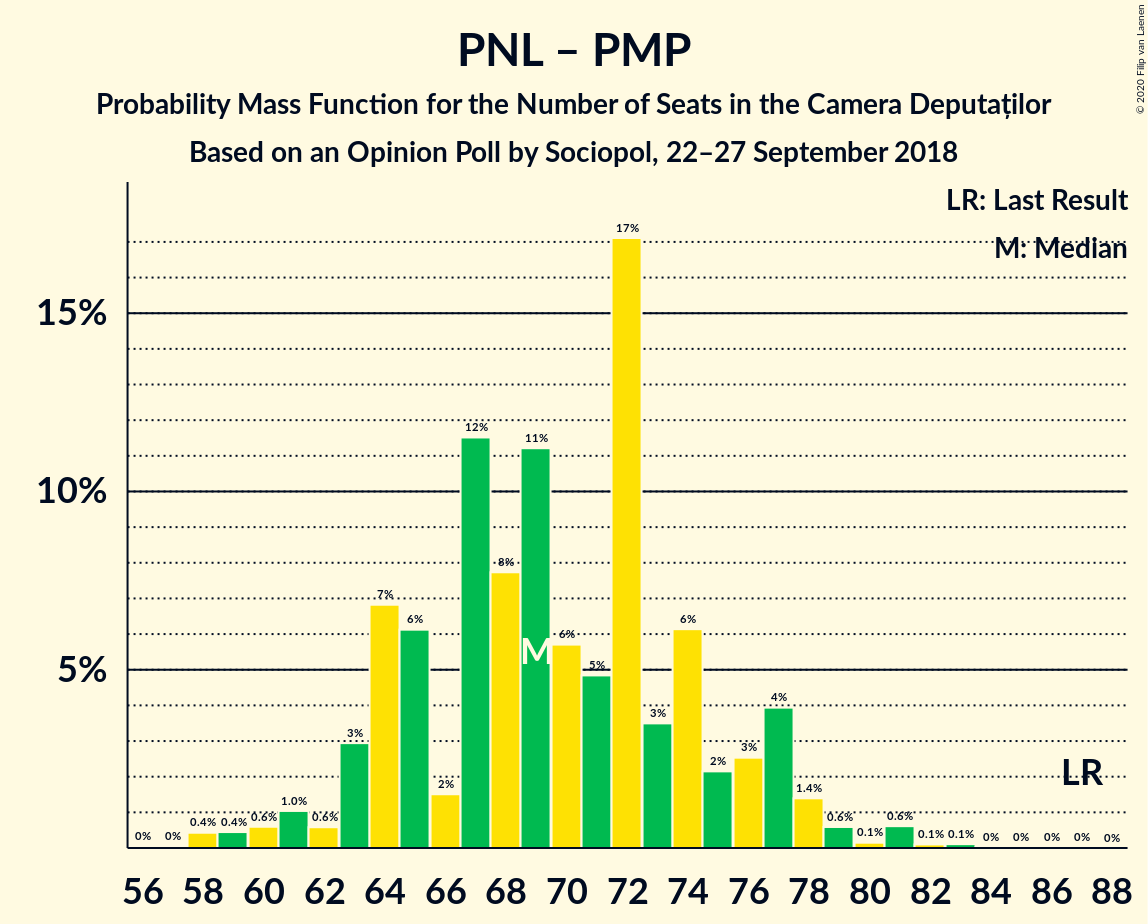 PNL – PMP
Probability Mass Function for the Number of Seats in the Camera Deputaților
Based on an Opinion Poll by Sociopol, 22–27 September 2018
© 2020 Filip van Laenen
LR: Last Result
M: Median
15%
10%
5%
0% 0% 0.4% 0.4% 0.6% 1.0% 0.6% 3% 7% 6% 2% 12% 8% 11% 6% 5% 17% 3% 6% 2% 3% 4% 1.4% 0.6% 0.1% 0.6% 0.1% 0.1% 0% 0% 0% 0% 0%
M
LR
56 58 60 62 64 66 68 70 72 74 76 78 80 82 84 86 88